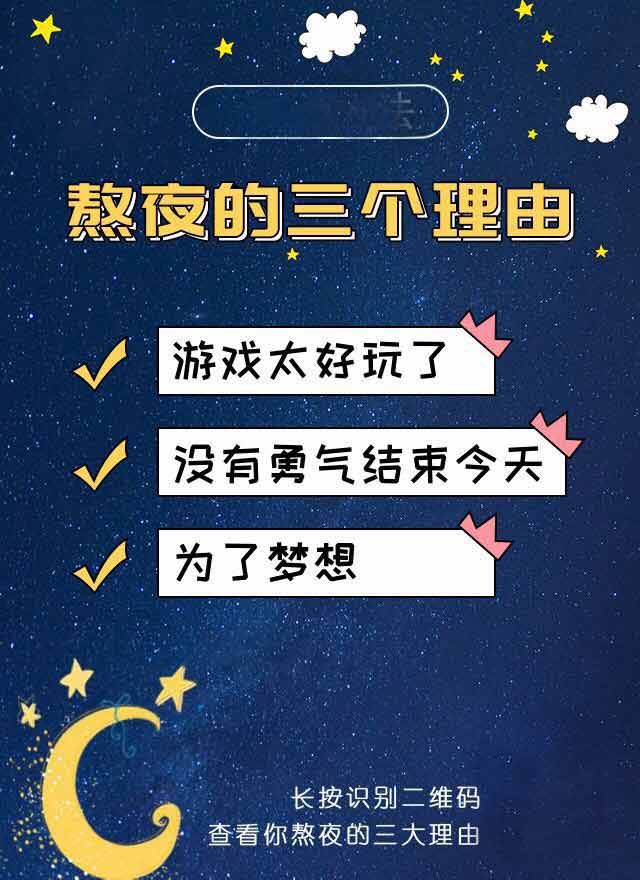 熬夜的三个理由
游戏太好玩了
没有勇气结束今天
为了梦想
长按识别二维码
查看你熬夜的三大理由